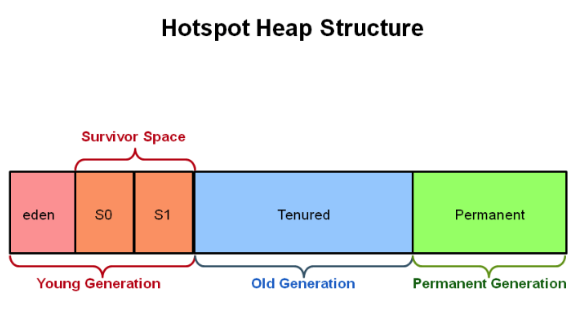 Hotspot Heap Structure
Survivor Space
eden S0 S1 Tenured Permanent
Young Generation Old Generation Permanent Generation